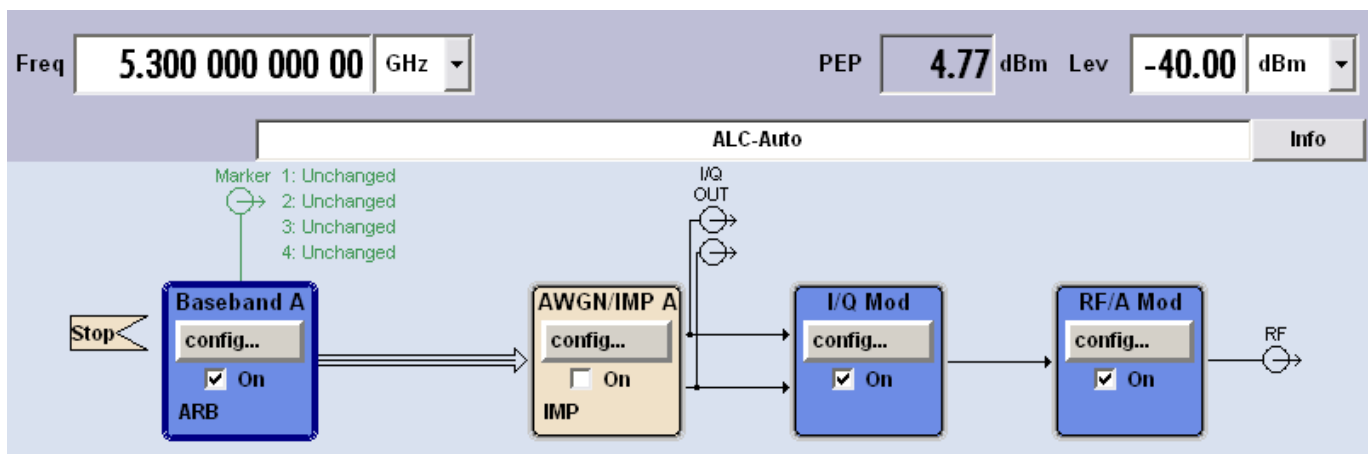 Freq 5.300 000 000 00 GHz PEP 4.77 dBm Lev -40.00 dBm
ALC-Auto Info
Marker 1: Unchanged
2: Unchanged
3: Unchanged
4: Unchanged
I/Q
OUT
Stop
Baseband A
config...
On
ARB
AWGN/IMP A
config...
On
IMP
I/Q Mod
config...
On
RF/A Mod
config...
On
RF